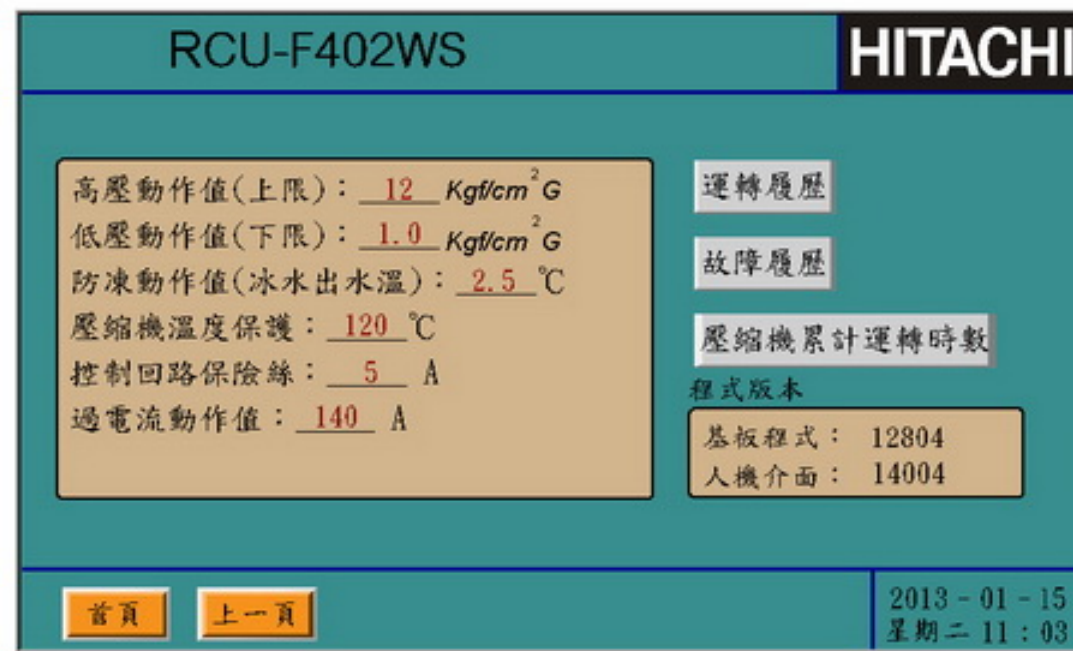 RCU-F402WS
HITACHI
高壓動作值(上限)：12 Kgf/cm²G
低壓動作值(下限)：1.0 Kgf/cm²G
防凍動作值(冰水出水溫)：2.5 ℃
壓縮機溫度保護：120 ℃
控制回路保險絲：5 A
過電流動作值：140 A
運轉履歷
故障履歷
壓縮機累計運轉時數
程式版本
基板程式： 12804
人機介面： 14004
首頁
上一頁
2013 - 01 - 15
星期二 11 : 03